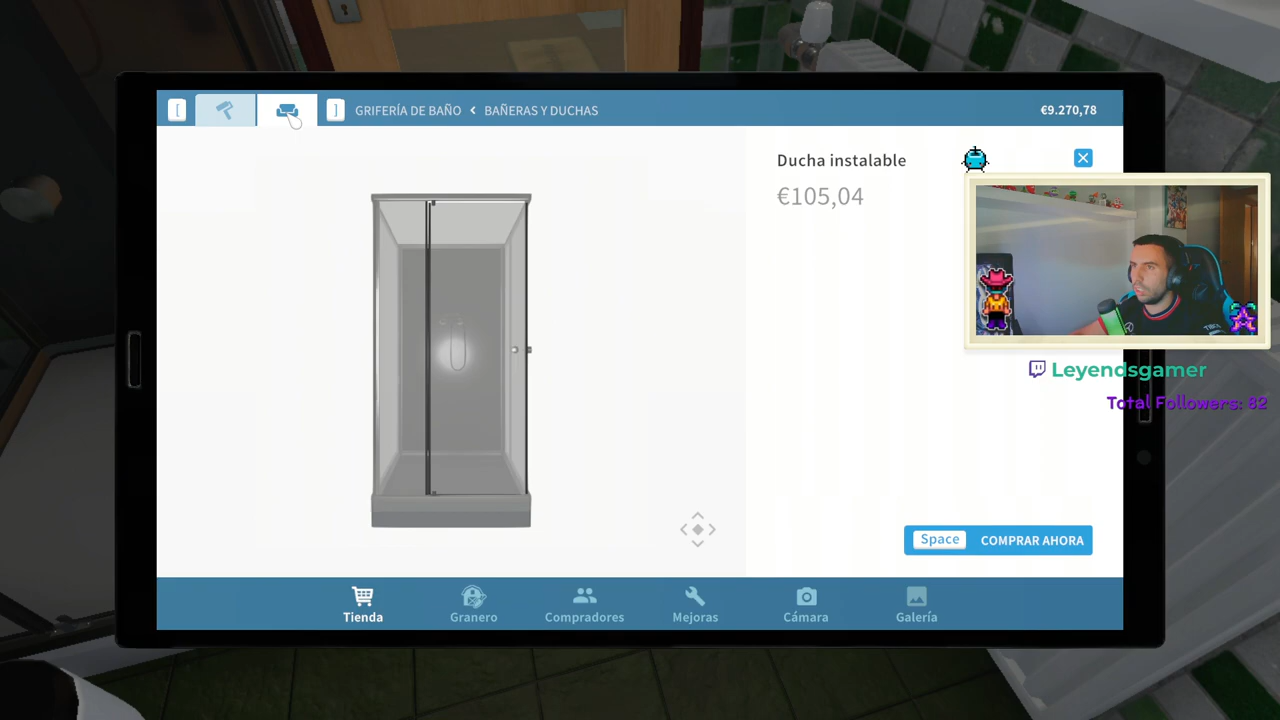 [
]
GRIFERÍA DE BAÑO < BAÑERAS Y DUCHAS
€9.270,78
Ducha instalable
€105,04
Leyendsgamer
Total Followers: 82
Space COMPRAR AHORA
Tienda
Granero
Compradores
Mejoras
Cámara
Galería